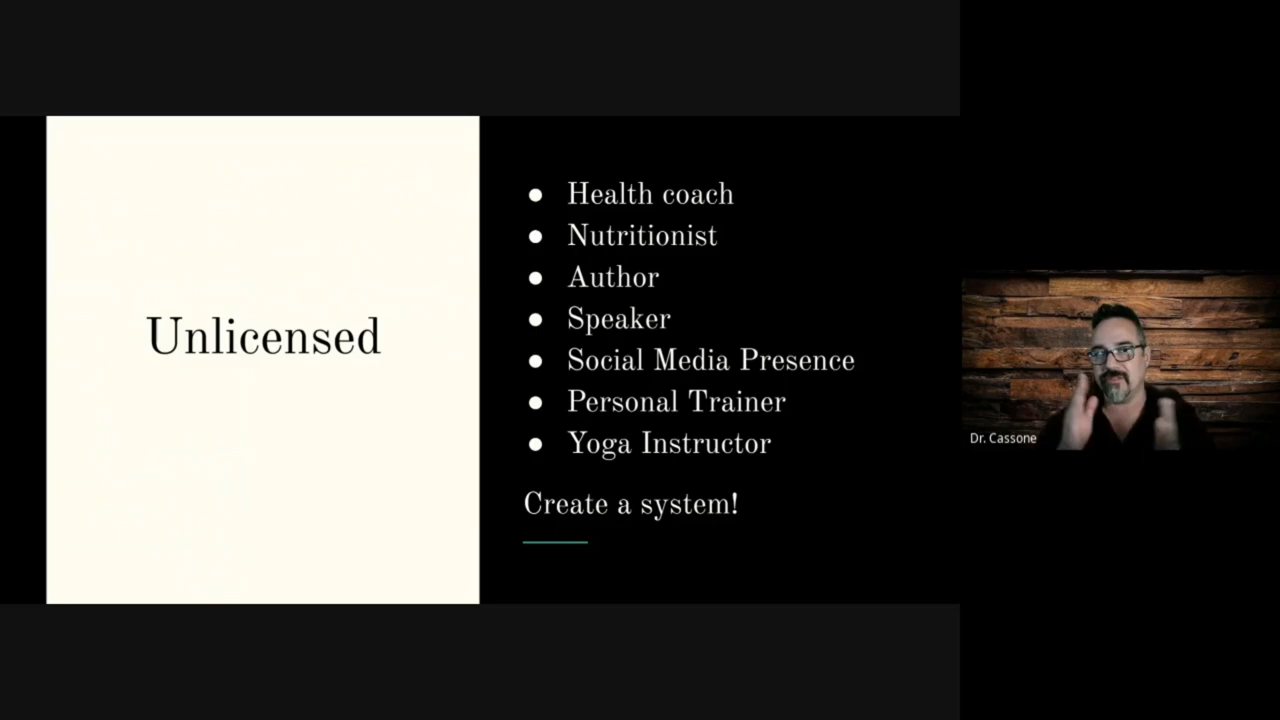 Unlicensed
● Health coach
● Nutritionist
● Author
● Speaker
● Social Media Presence
● Personal Trainer
● Yoga Instructor
Create a system!
Dr. Cassone